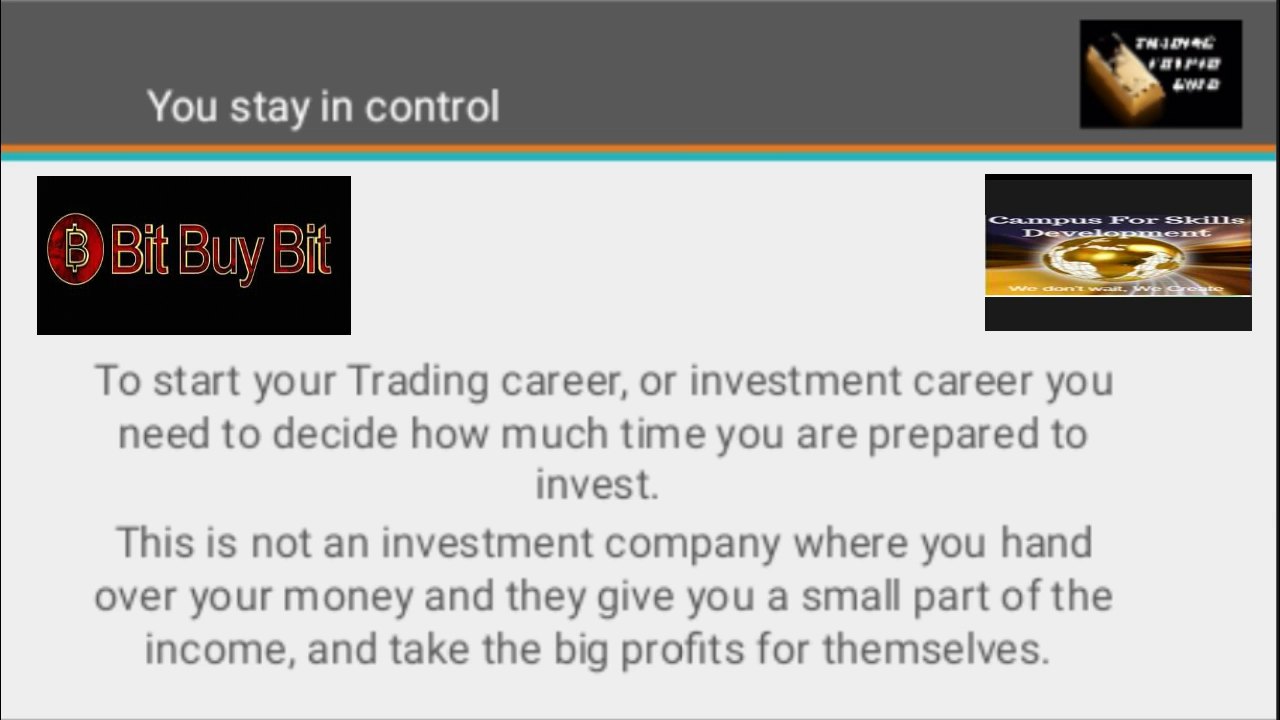 You stay in control
Bit Buy Bit
Campus For Skills
Development
We don't wait, We Create
To start your Trading career, or investment career you
need to decide how much time you are prepared to
invest.
This is not an investment company where you hand
over your money and they give you a small part of the
income, and take the big profits for themselves.